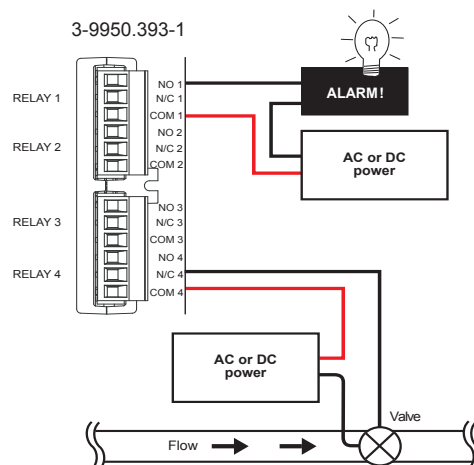 3-9950.393-1
RELAY 1
NO 1
N/C 1
COM 1
RELAY 2
NO 2
N/C 2
COM 2
RELAY 3
NO 3
N/C 3
COM 3
RELAY 4
NO 4
N/C 4
COM 4
ALARM!
AC or DC
power
AC or DC
power
Valve
Flow